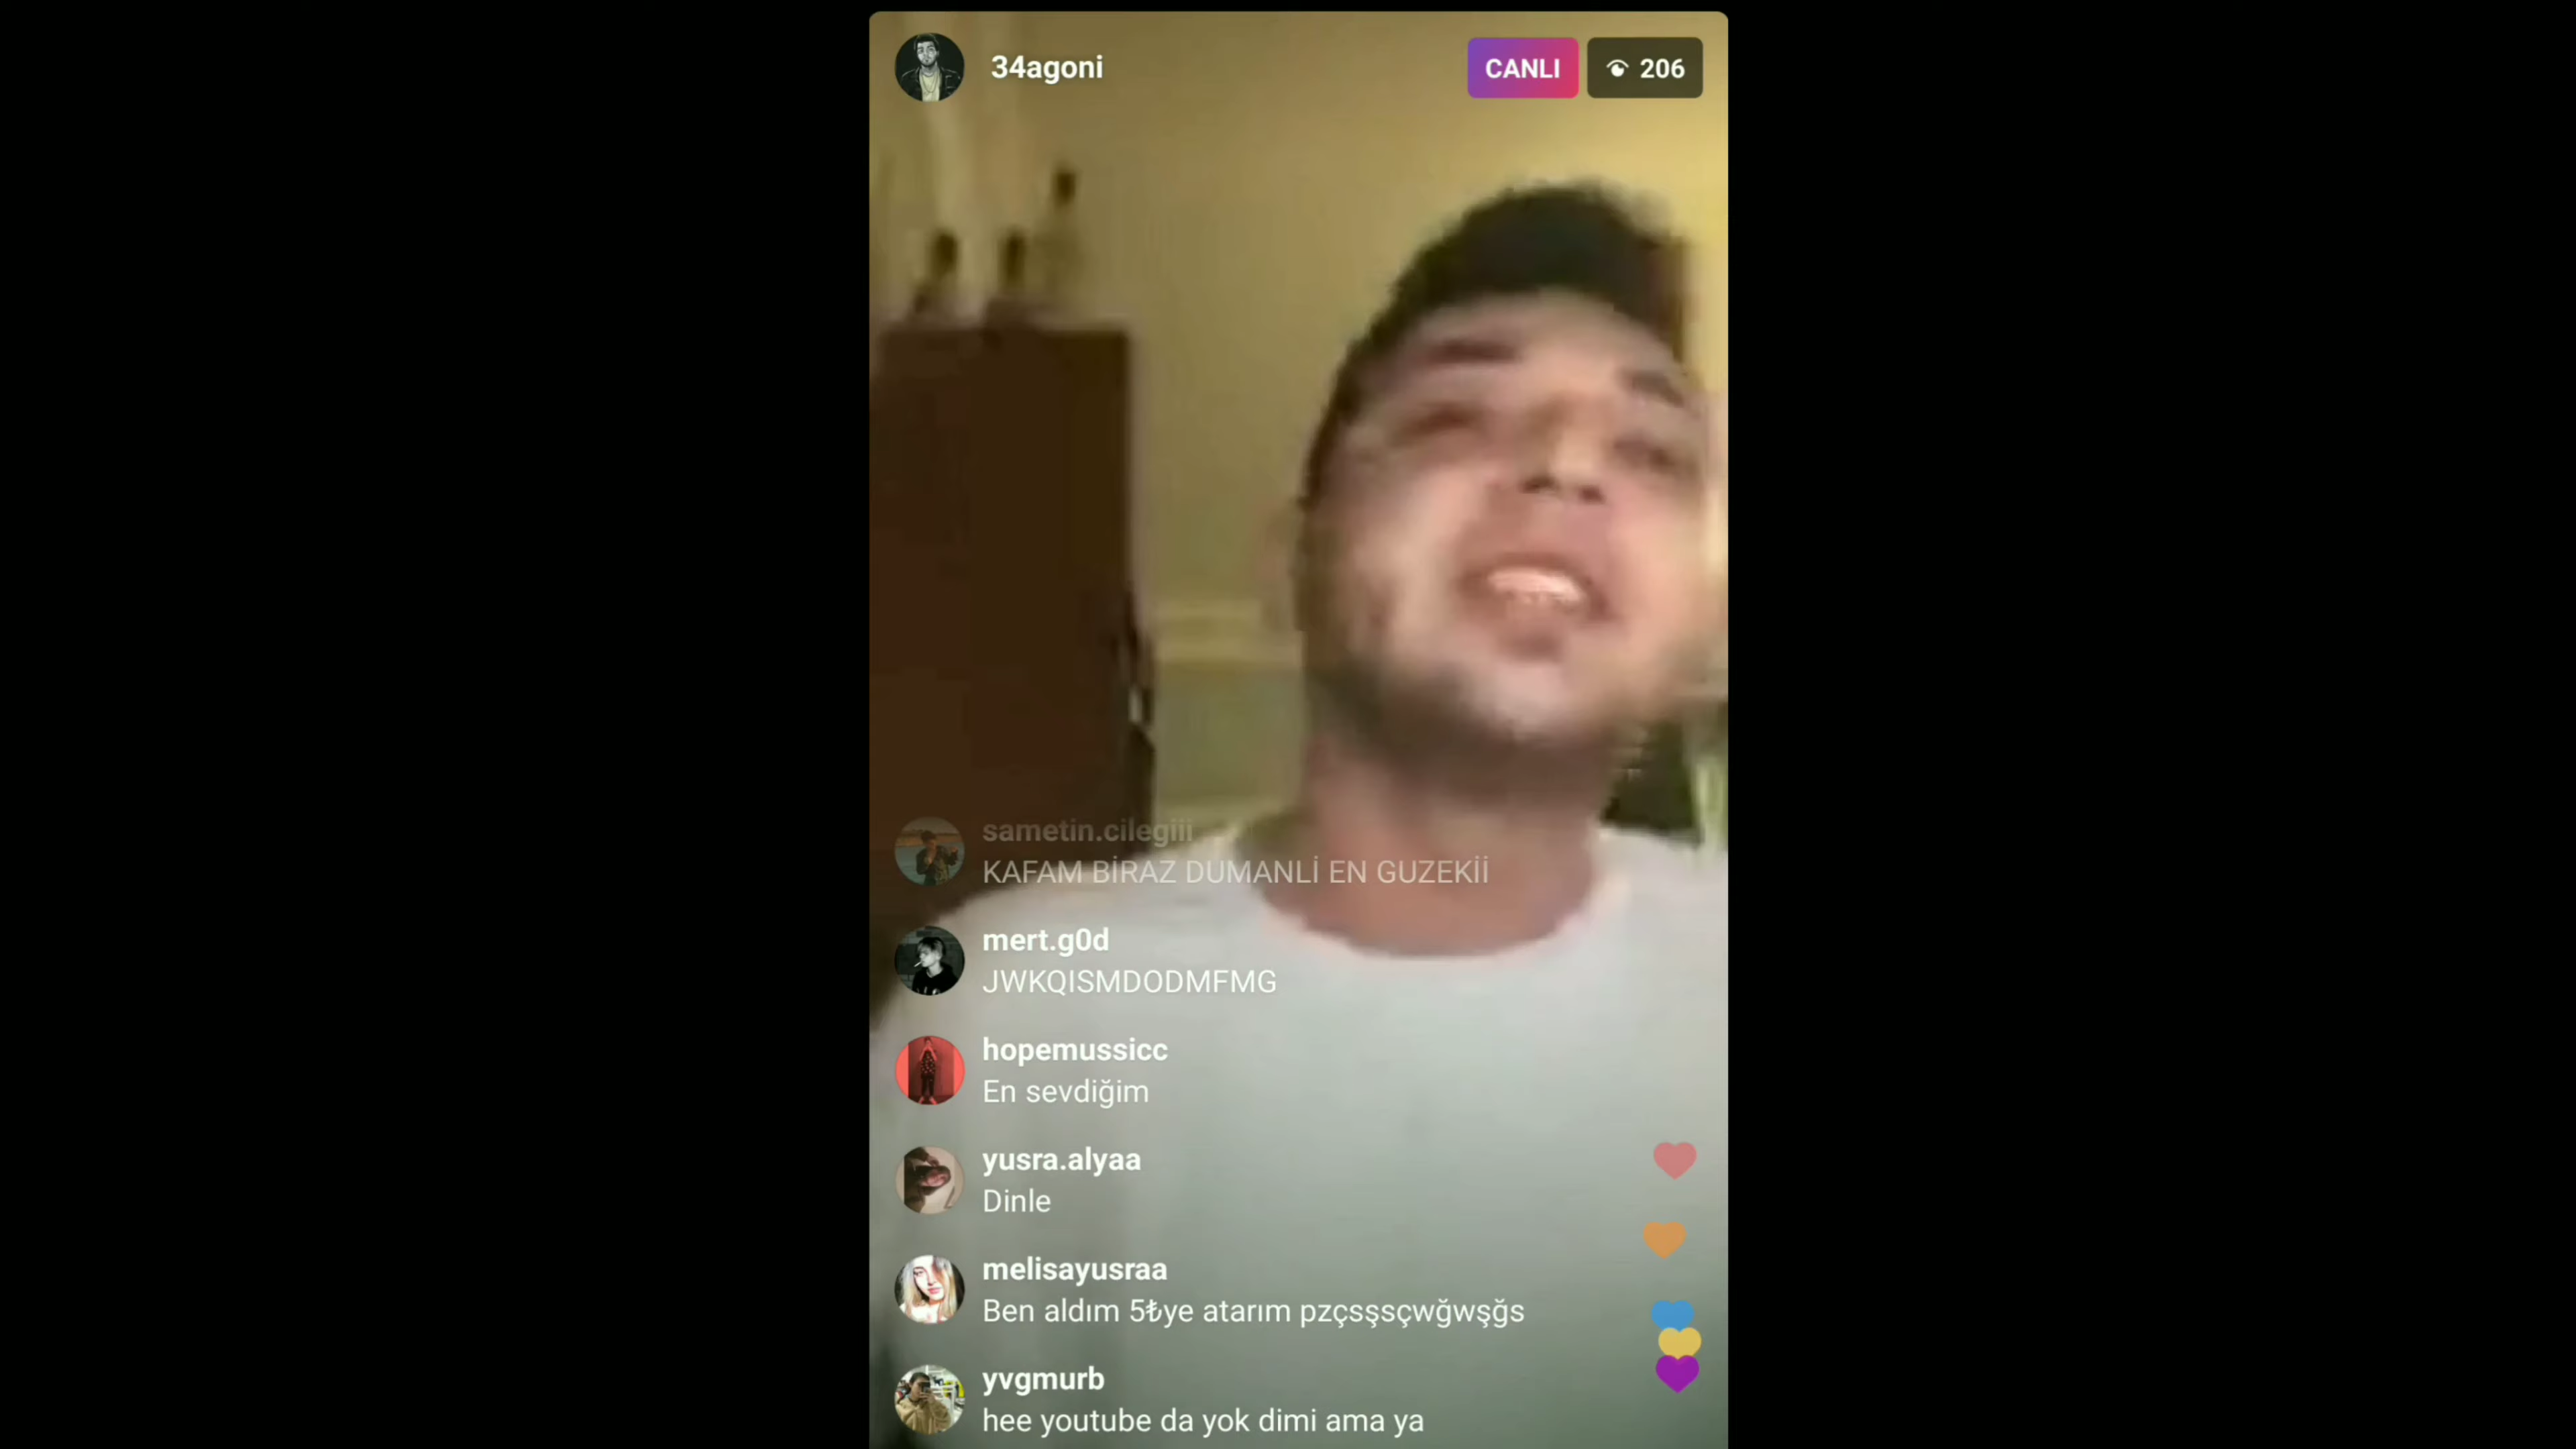 34agoni
CANLI
206
sametin.cilegiii
KAFAM BİRAZ DUMANLİ EN GUZEKİİ
mert.g0d
JWKQISMDODMFMG
hopemussicc
En sevdiğim
yusra.alyaa
Dinle
melisayusraa
Ben aldım 5₺ye atarım pzçsşsçwğwşğs
yvgmurb
hee youtube da yok dimi ama ya